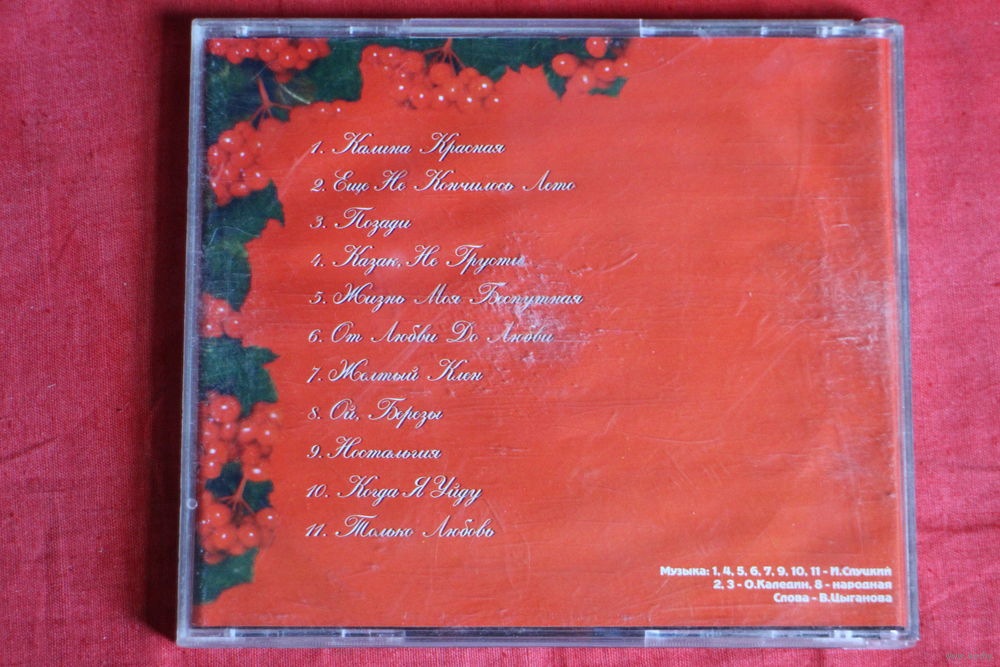 1. Калина Красная
2. Еще Не Кончилось Лето
3. Позади
4. Казак, Не Грусти
5. Жизнь Моя Беспутная
6. От Любви До Любви
7. Желтый Клен
8. Ой, Березы
9. Ностальгия
10. Когда Я Уйду
11. Только Любовь
Музыка: 1, 4, 5, 6, 7, 9, 10, 11 - И.Слуцкий
2, 3 - О.Каледин, 8 - народная
Слова - В.Цыганова